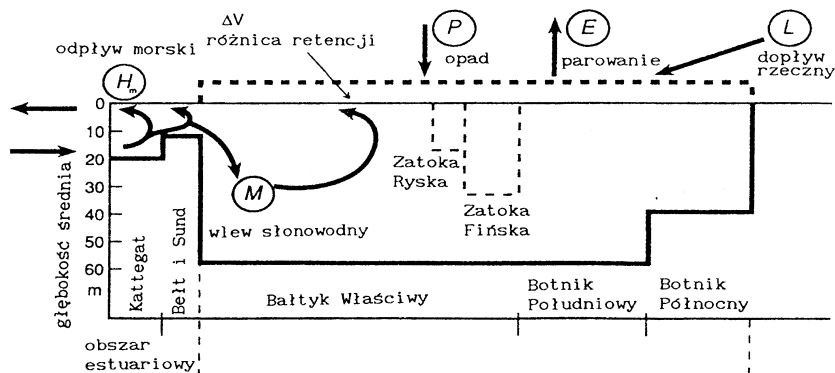 ΔV
różnica retencji
odpływ morski
Hm
P
opad
E
parowanie
L
dopływ
rzeczny
głębokość średnia
0
10
20
30
40
50
60
m
M
wlew słonowodny
Zatoka
Ryska
Zatoka
Fińska
Kattegat
Bełt i Sund
Bałtyk Właściwy
Botnik
Południowy
Botnik
Północny
obszar
estuariowy